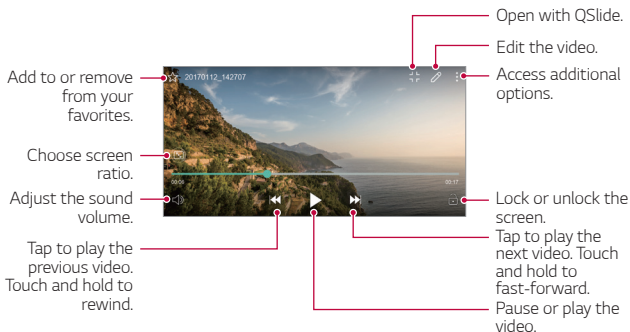 Open with QSlide.
Edit the video.
Access additional
options.
Add to or remove
from your
favorites.
20170112_142707
Choose screen
ratio.
00:17
Adjust the sound
volume.
Lock or unlock the
screen.
Tap to play the
previous video.
Touch and hold to
rewind.
Tap to play the
next video. Touch
and hold to
fast-forward.
Pause or play the
video.